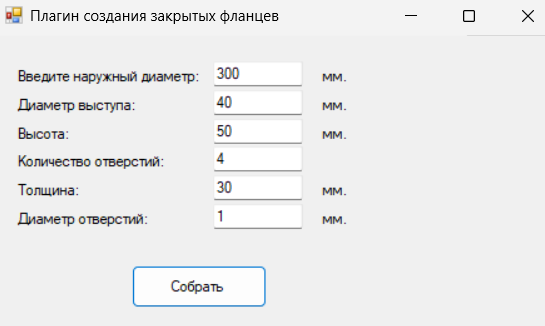 Плагин создания закрытых фланцев
Введите наружный диаметр: 300 мм.
Диаметр выступа: 40 мм.
Высота: 50 мм.
Количество отверстий: 4
Толщина: 30 мм.
Диаметр отверстий: 1 мм.
Собрать